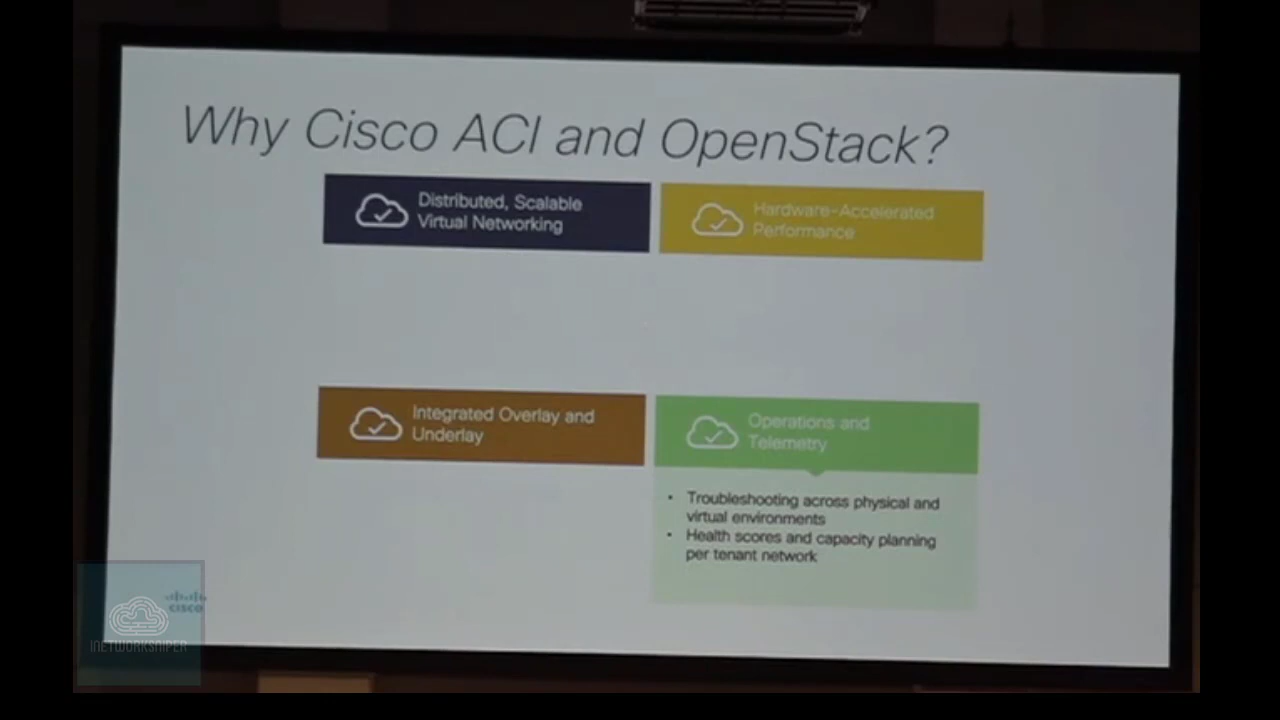 Why Cisco ACI and OpenStack?
Distributed, Scalable
Virtual Networking
Hardware-Accelerated
Performance
Integrated Overlay and
Underlay
Operations and
Telemetry
• Troubleshooting across physical and
virtual environments
• Health scores and capacity planning
per tenant network
cisco
INETWORKSNIPER